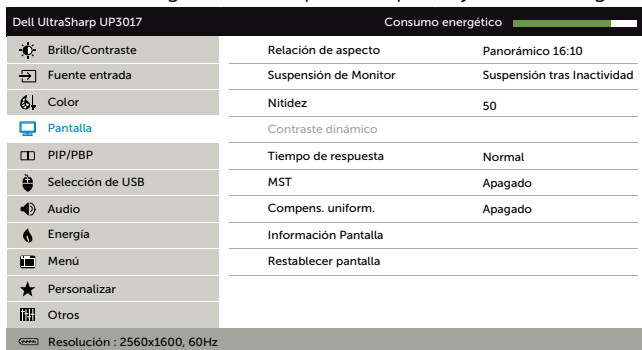 Dell UltraSharp UP3017 Consumo energético
Brillo/Contraste Relación de aspecto Panorámico 16:10
Fuente entrada Suspensión de Monitor Suspensión tras Inactividad
Color Nitidez 50
Pantalla Contraste dinámico
PIP/PBP Tiempo de respuesta Normal
Selección de USB MST Apagado
Audio Compens. uniform. Apagado
Energía Información Pantalla
Menú Restablecer pantalla
Personalizar
Otros
Resolución : 2560x1600, 60Hz